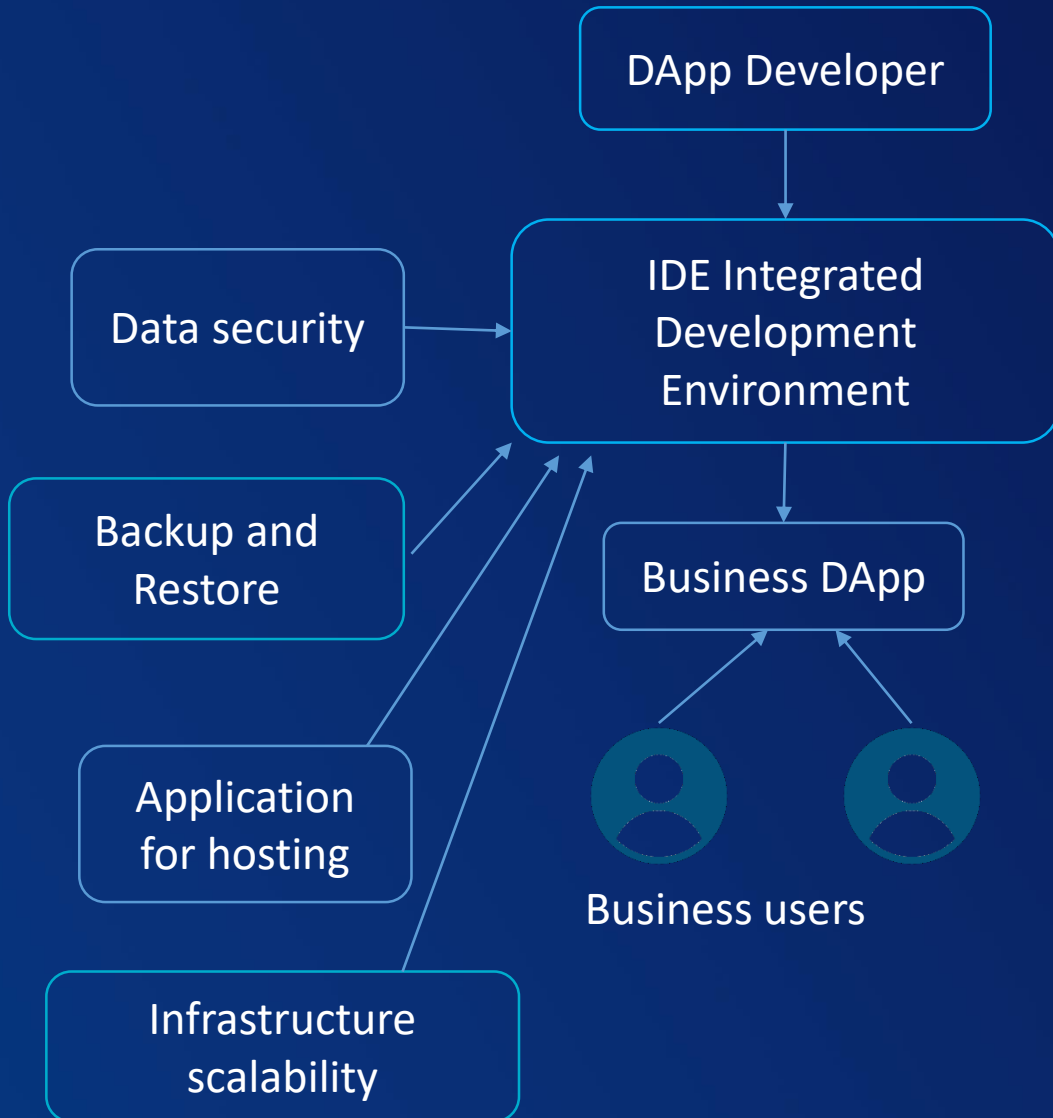 DApp Developer
IDE Integrated
Development
Environment
Data security
Backup and
Restore
Business DApp
Application
for hosting
Business users
Infrastructure
scalability